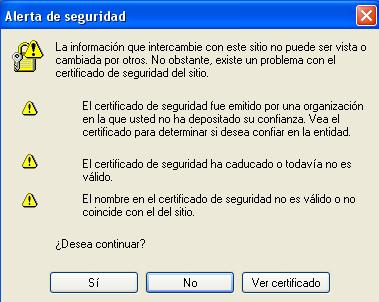 Alerta de seguridad
La información que intercambie con este sitio no puede ser vista o
cambiada por otros. No obstante, existe un problema con el
certificado de seguridad del sitio.
El certificado de seguridad fue emitido por una organización
en la que usted no ha depositado su confianza. Vea el
certificado para determinar si desea confiar en la entidad.
El certificado de seguridad ha caducado o todavía no es
válido.
El nombre en el certificado de seguridad no es válido o no
coincide con el del sitio.
¿Desea continuar?
Sí No Ver certificado